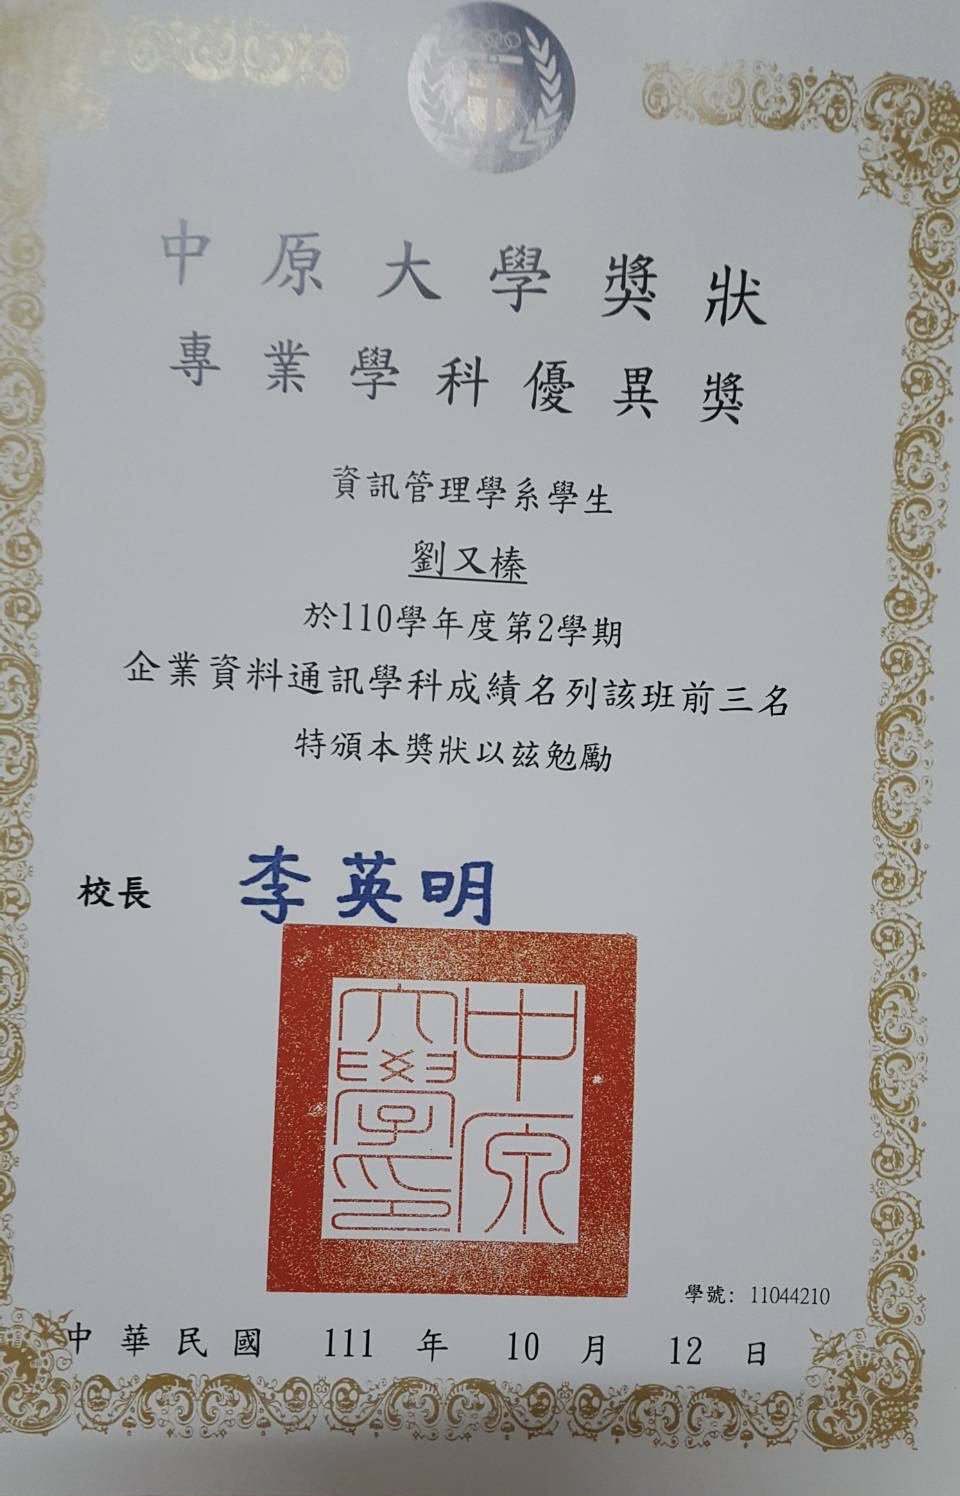 中原大學獎狀
專業學科優異獎
資訊管理學系學生
劉又榛
於110學年度第2學期
企業資料通訊學科成績名列該班前三名
特頒本獎狀以玆勉勵
校長 李英明
中原
大學印
學號: 11044210
中華民國 111 年 10 月 12 日